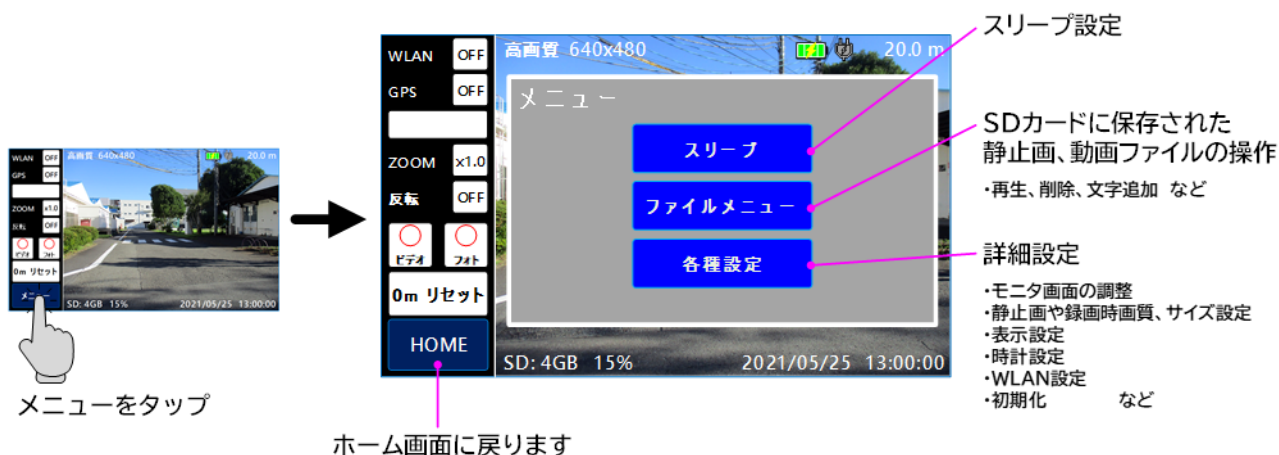 WLAN OFF
高画質 640x480
20.0 m
GPS OFF
ZOOM x1.0
反転 OFF
ビデオ フォト
0m リセット
メニュー
SD: 4GB 15%
2021/05/25 13:00:00
メニューをタップ
WLAN OFF
高画質 640x480
20.0 m
GPS OFF
ZOOM x1.0
反転 OFF
ビデオ フォト
0m リセット
HOME
メニュー
スリープ
ファイルメニュー
各種設定
SD: 4GB 15%
2021/05/25 13:00:00
ホーム画面に戻ります
スリープ設定
SDカードに保存された
静止画、動画ファイルの操作
・再生、削除、文字追加 など
詳細設定
・モニタ画面の調整
・静止画や録画時画質、サイズ設定
・表示設定
・時計設定
・WLAN設定
・初期化 など